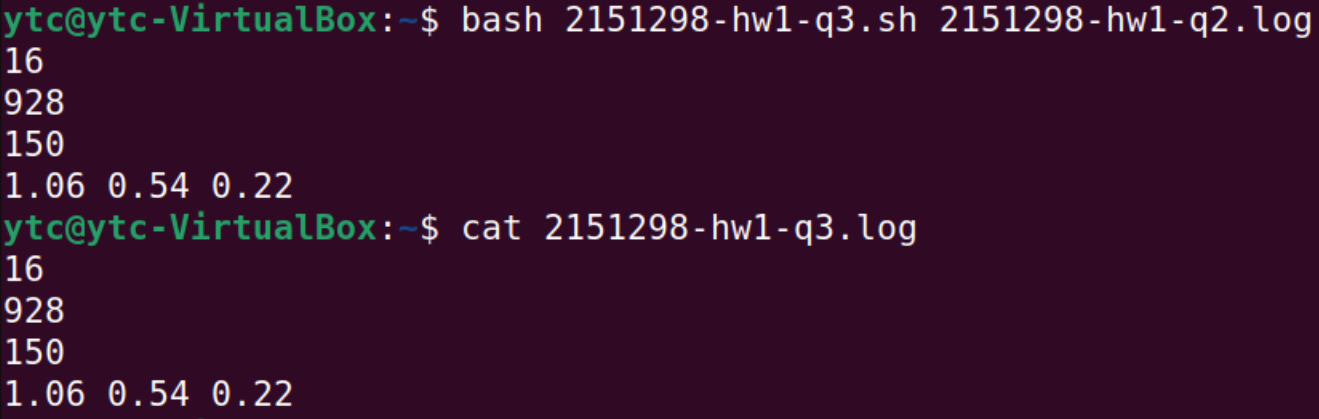 ytc@ytc-VirtualBox:~$ bash 2151298-hw1-q3.sh 2151298-hw1-q2.log
16
928
150
1.06 0.54 0.22
ytc@ytc-VirtualBox:~$ cat 2151298-hw1-q3.log
16
928
150
1.06 0.54 0.22